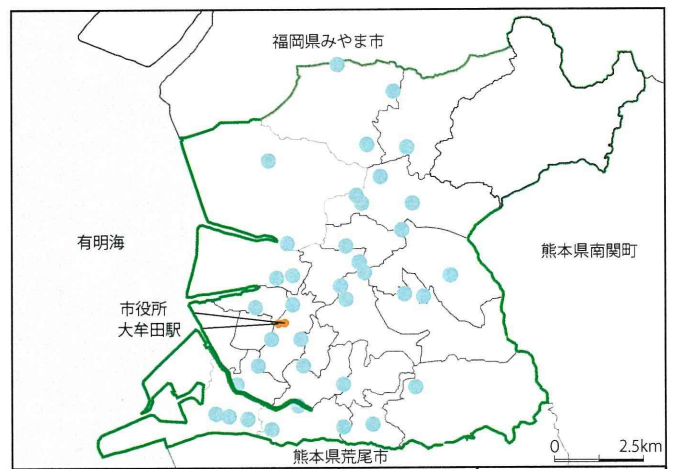 福岡県みやま市
有明海
熊本県南関町
市役所
大牟田駅
熊本県荒尾市
0 2.5km